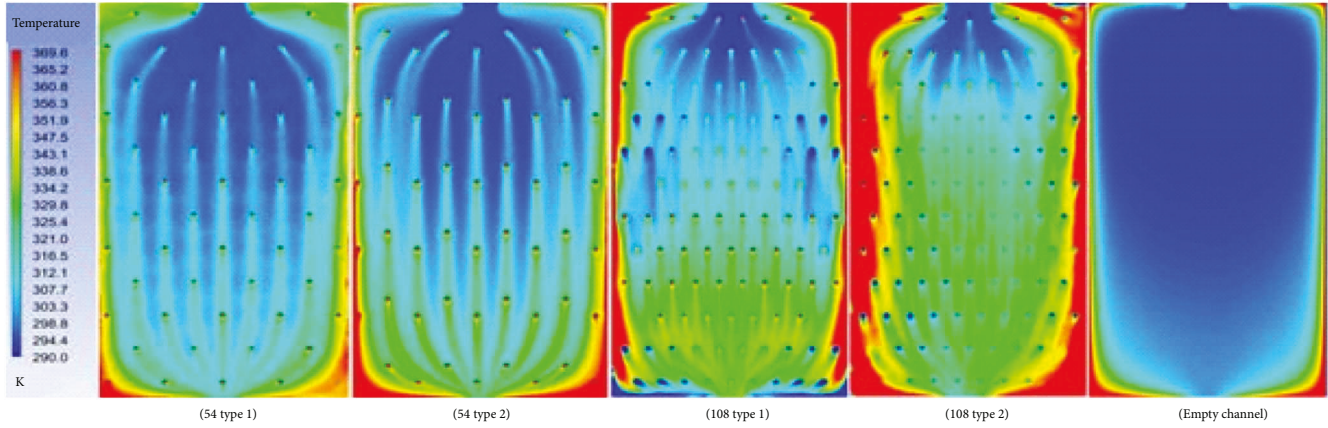 Temperature
369.6
365.2
360.8
356.3
351.9
347.5
343.1
338.6
334.2
329.8
325.4
321.0
316.5
312.1
307.7
303.3
298.8
294.4
290.0
K
(54 type 1)
(54 type 2)
(108 type 1)
(108 type 2)
(Empty channel)